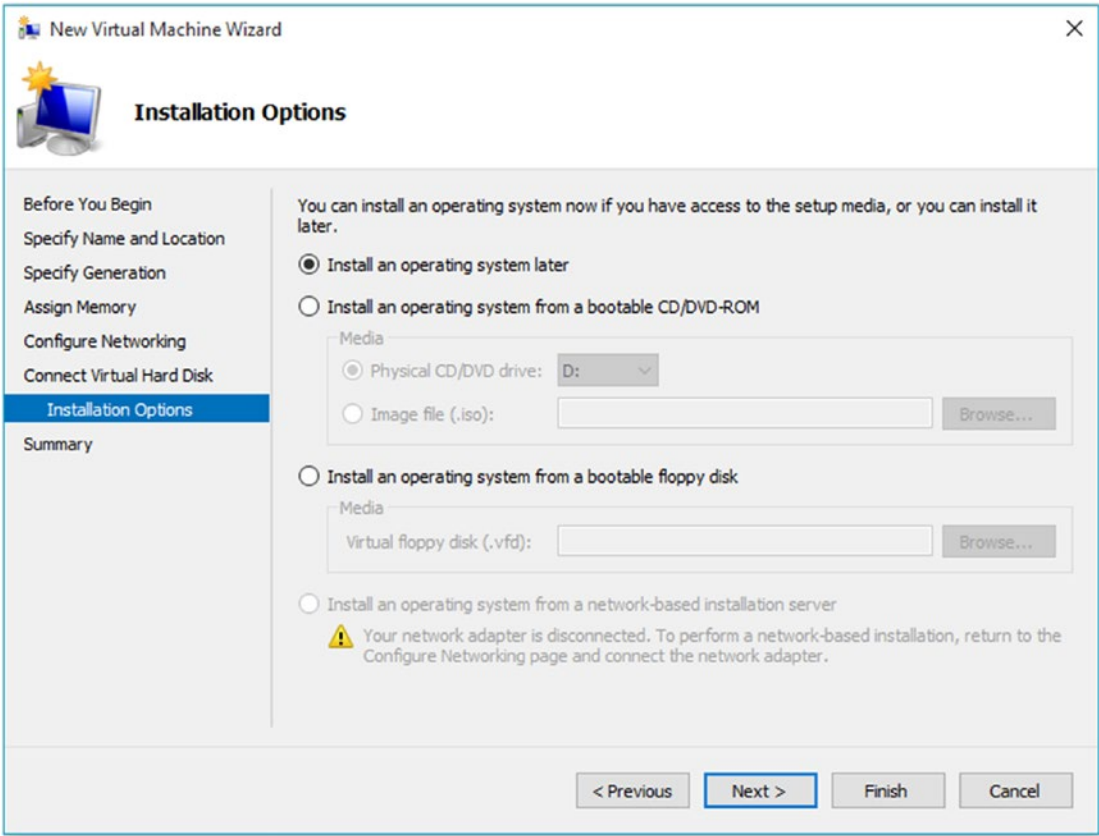 New Virtual Machine Wizard
Installation Options
Before You Begin
Specify Name and Location
Specify Generation
Assign Memory
Configure Networking
Connect Virtual Hard Disk
Installation Options
Summary
You can install an operating system now if you have access to the setup media, or you can install it
later.
Install an operating system later
Install an operating system from a bootable CD/DVD-ROM
Media
Physical CD/DVD drive: D:
Image file (.iso): Browse...
Install an operating system from a bootable floppy disk
Media
Virtual floppy disk (.vfd): Browse...
Install an operating system from a network-based installation server
Your network adapter is disconnected. To perform a network-based installation, return to the
Configure Networking page and connect the network adapter.
< Previous Next > Finish Cancel